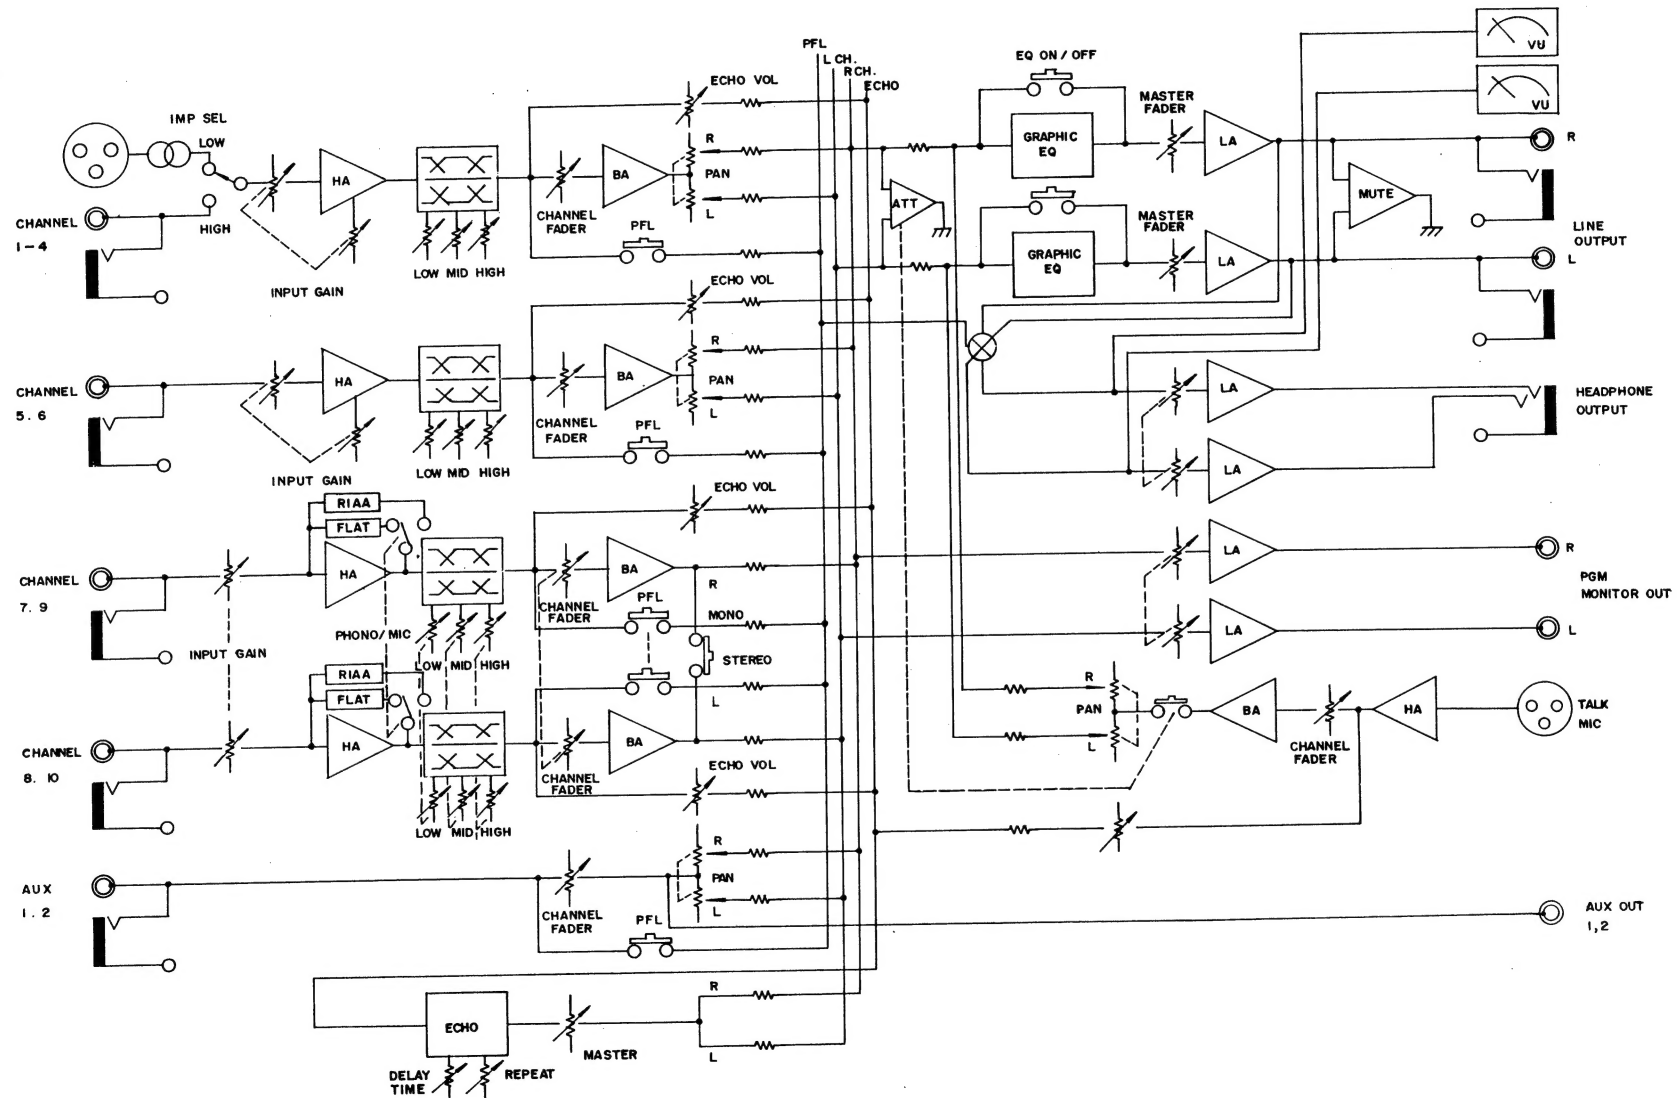 PFL
L CH.
R CH.
ECHO
VU
VU
EQ ON / OFF
ECHO VOL
MASTER
FADER
IMP SEL
LOW
R
GRAPHIC
EQ
LA
R
HA
BA
PAN
ATT
MUTE
CHANNEL
1 - 4
HIGH
CHANNEL
FADER
L
PFL
MASTER
FADER
LINE
OUTPUT
GRAPHIC
EQ
LA
L
LOW MID HIGH
INPUT GAIN
ECHO VOL
R
CHANNEL
5. 6
HA
BA
PAN
LA
HEADPHONE
OUTPUT
CHANNEL
FADER
L
PFL
LOW MID HIGH
LA
INPUT GAIN
ECHO VOL
RIAA
FLAT
CHANNEL
7. 9
HA
BA
R
LA
R
PGM
MONITOR OUT
CHANNEL
FADER
PFL
MONO
PHONO/ MIC
LA
L
INPUT GAIN
LOW MID HIGH
STEREO
RIAA
FLAT
L
R
PAN
L
BA
HA
TALK
MIC
CHANNEL
FADER
CHANNEL
8. 10
HA
BA
CHANNEL
FADER
ECHO VOL
LOW MID HIGH
R
AUX
1. 2
PAN
L
CHANNEL
FADER
PFL
AUX OUT
1,2
R
ECHO
MASTER
L
DELAY
TIME
REPEAT